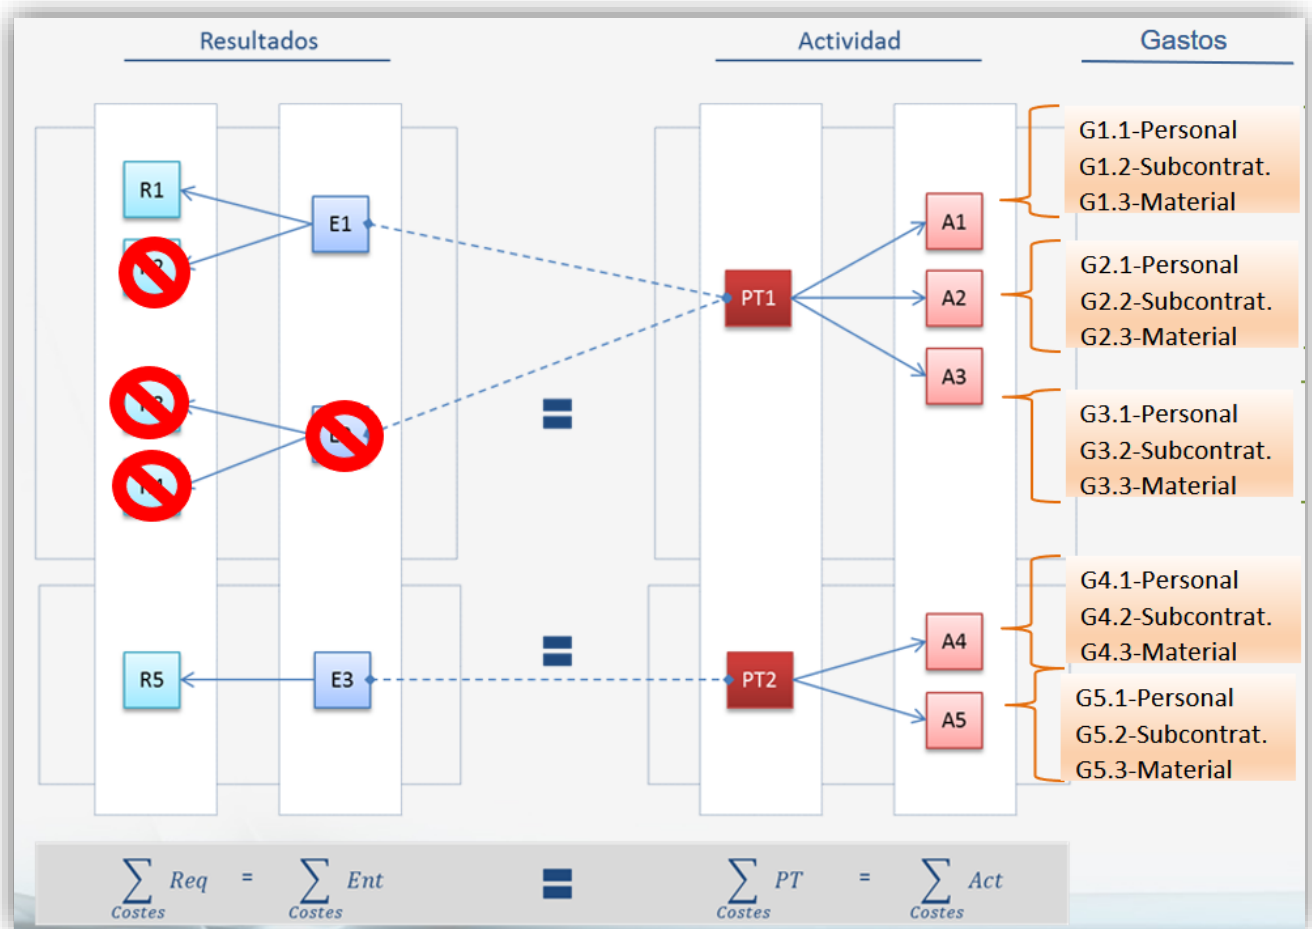 Resultados
Actividad
Gastos
R1
E1
R5
E3
PT1
A1
A2
A3
PT2
A4
A5
G1.1-Personal
G1.2-Subcontrat.
G1.3-Material
G2.1-Personal
G2.2-Subcontrat.
G2.3-Material
G3.1-Personal
G3.2-Subcontrat.
G3.3-Material
G4.1-Personal
G4.2-Subcontrat.
G4.3-Material
G5.1-Personal
G5.2-Subcontrat.
G5.3-Material
∑ Req = ∑ Ent = ∑ PT = ∑ Act
Costes Costes Costes Costes